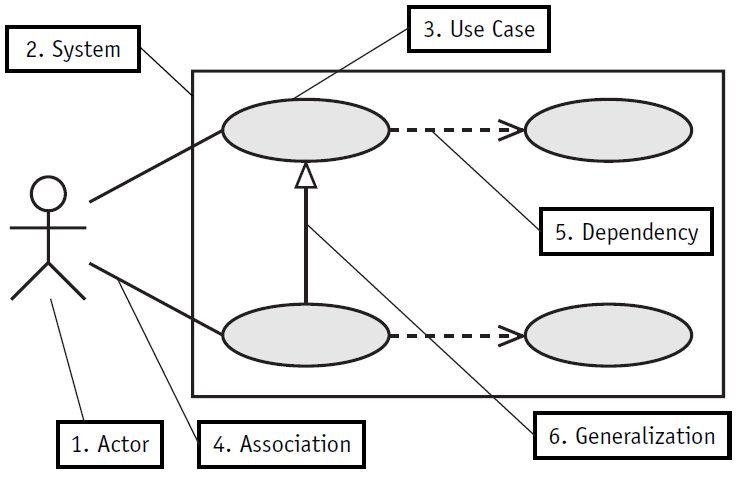 3. Use Case
2. System
5. Dependency
1. Actor
4. Association
6. Generalization